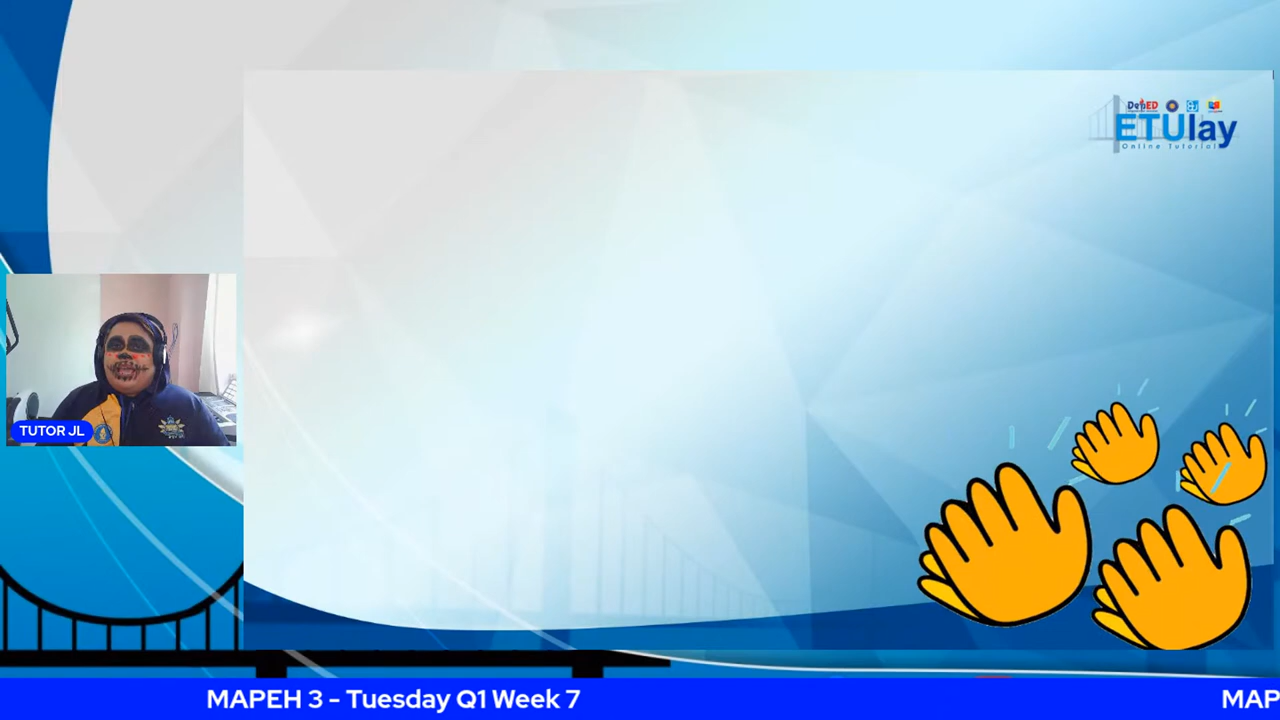 DepED
ETUlay
Online Tutorial
TUTOR JL
MAPEH 3 - Tuesday Q1 Week 7
MAP